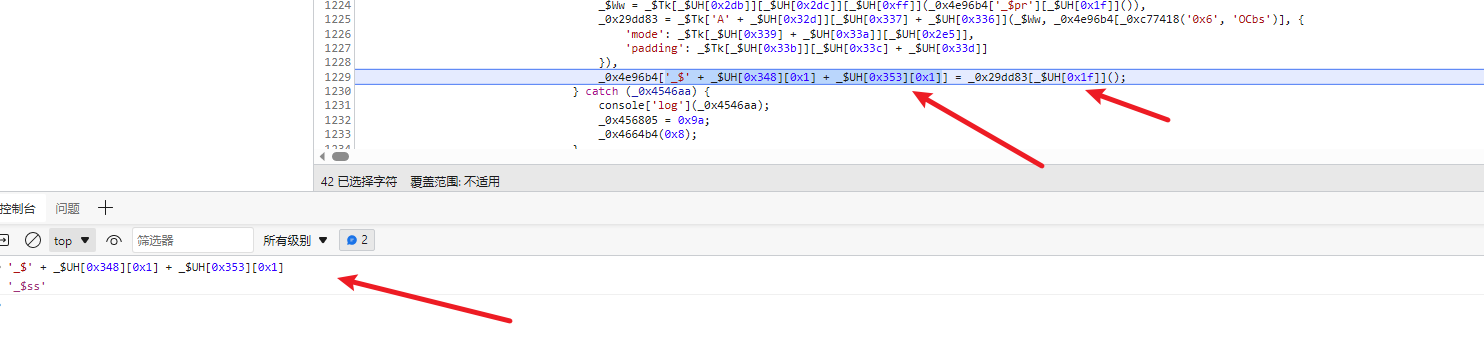 1224 _$Ww = _$Tk[_$UH[0x2db]][_$UH[0x2dc]][_$UH[0xff]](_0x4e96b4['_$pr'][_$UH[0x1f]]()),
1225 _0x29dd83 = _$Tk['A' + _$UH[0x32d]][_$UH[0x337] + _$UH[0x336]](_$Ww, _0x4e96b4[_0xc77418('0x6', 'OCbs')], {
1226 'mode': _$Tk[_$UH[0x339] + _$UH[0x33a]][_$UH[0x2e5]],
1227 'padding': _$Tk[_$UH[0x33b]][_$UH[0x33c] + _$UH[0x33d]]
1228 }),
1229 _0x4e96b4['_$' + _$UH[0x348][0x1] + _$UH[0x353][0x1]] = _0x29dd83[_$UH[0x1f]]();
1230 } catch (_0x4546aa) {
1231 console['log'](_0x4546aa);
1232 _0x456805 = 0x9a;
1233 _0x4664b4(0x8);
1234 }
42 已选择字符 覆盖范围: 不适用
控制台 问题
top 筛选器 所有级别 2
'_$' + _$UH[0x348][0x1] + _$UH[0x353][0x1]
'_$ss'